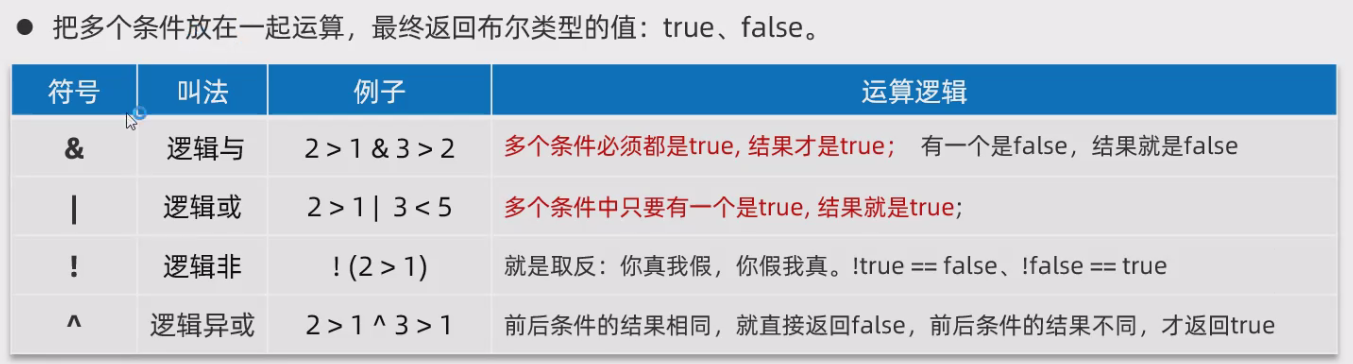 ● 把多个条件放在一起运算，最终返回布尔类型的值：true、false。
符号 叫法 例子 运算逻辑
& 逻辑与 2 > 1 & 3 > 2 多个条件必须都是true, 结果才是true； 有一个是false，结果就是false
| 逻辑或 2 > 1 | 3 < 5 多个条件中只要有一个是true, 结果就是true；
! 逻辑非 ! (2 > 1) 就是取反：你真我假，你假我真。!true == false、!false == true
^ 逻辑异或 2 > 1 ^ 3 > 1 前后条件的结果相同，就直接返回false，前后条件的结果不同，才返回true